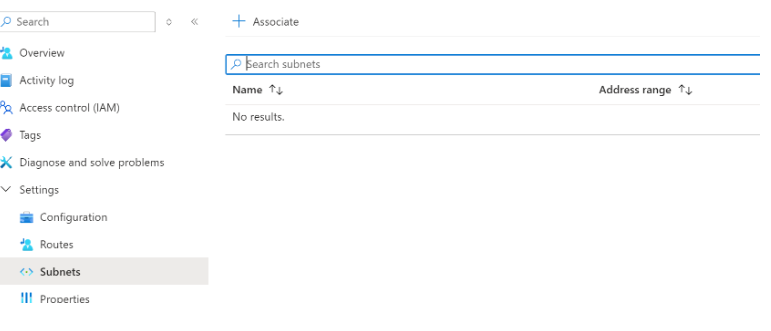 Search
Overview
Activity log
Access control (IAM)
Tags
Diagnose and solve problems
Settings
Configuration
Routes
Subnets
Properties
Associate
Search subnets
Name Address range
No results.